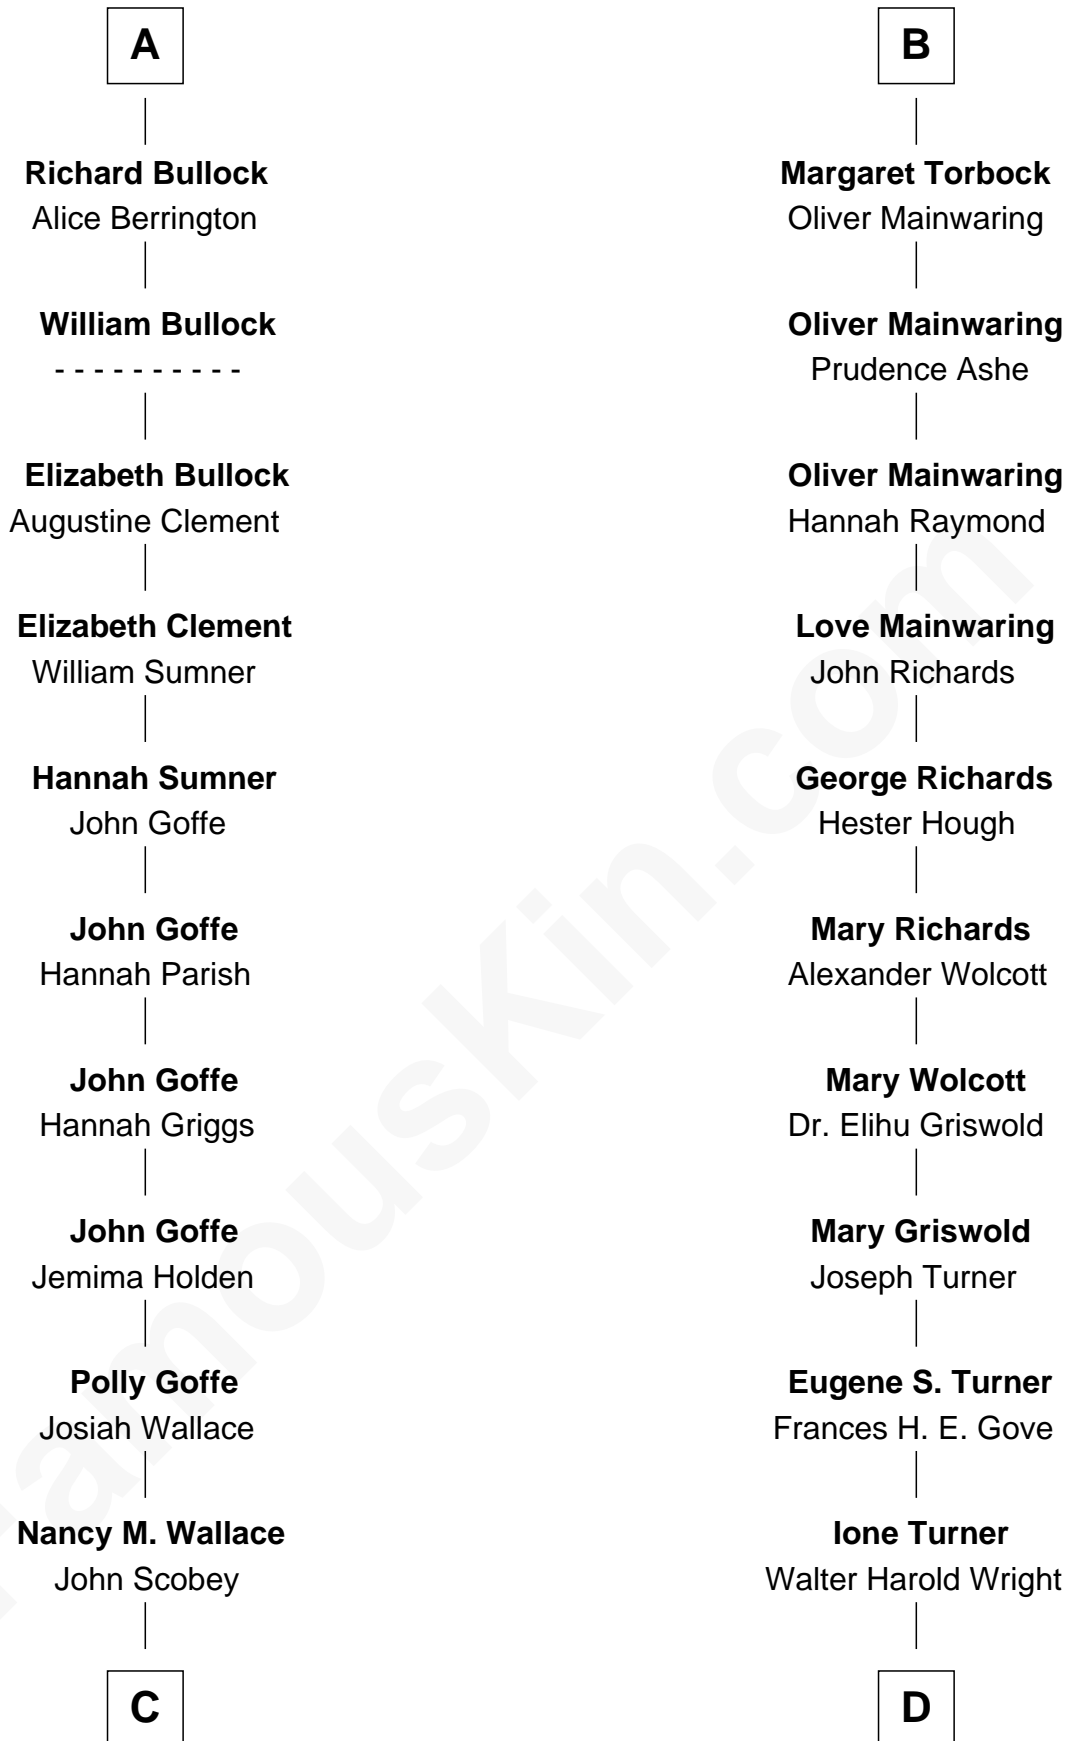 A
Richard Bullock
Alice Berrington
William Bullock
- - - - - - - - - -
Elizabeth Bullock
Augustine Clement
Elizabeth Clement
William Sumner
Hannah Sumner
John Goffe
John Goffe
Hannah Parish
John Goffe
Hannah Griggs
John Goffe
Jemima Holden
Polly Goffe
Josiah Wallace
Nancy M. Wallace
John Scobey
C
B
Margaret Torbock
Oliver Mainwaring
Oliver Mainwaring
Prudence Ashe
Oliver Mainwaring
Hannah Raymond
Love Mainwaring
John Richards
George Richards
Hester Hough
Mary Richards
Alexander Wolcott
Mary Wolcott
Dr. Elihu Griswold
Mary Griswold
Joseph Turner
Eugene S. Turner
Frances H. E. Gove
Ione Turner
Walter Harold Wright
D
FamousKin.com